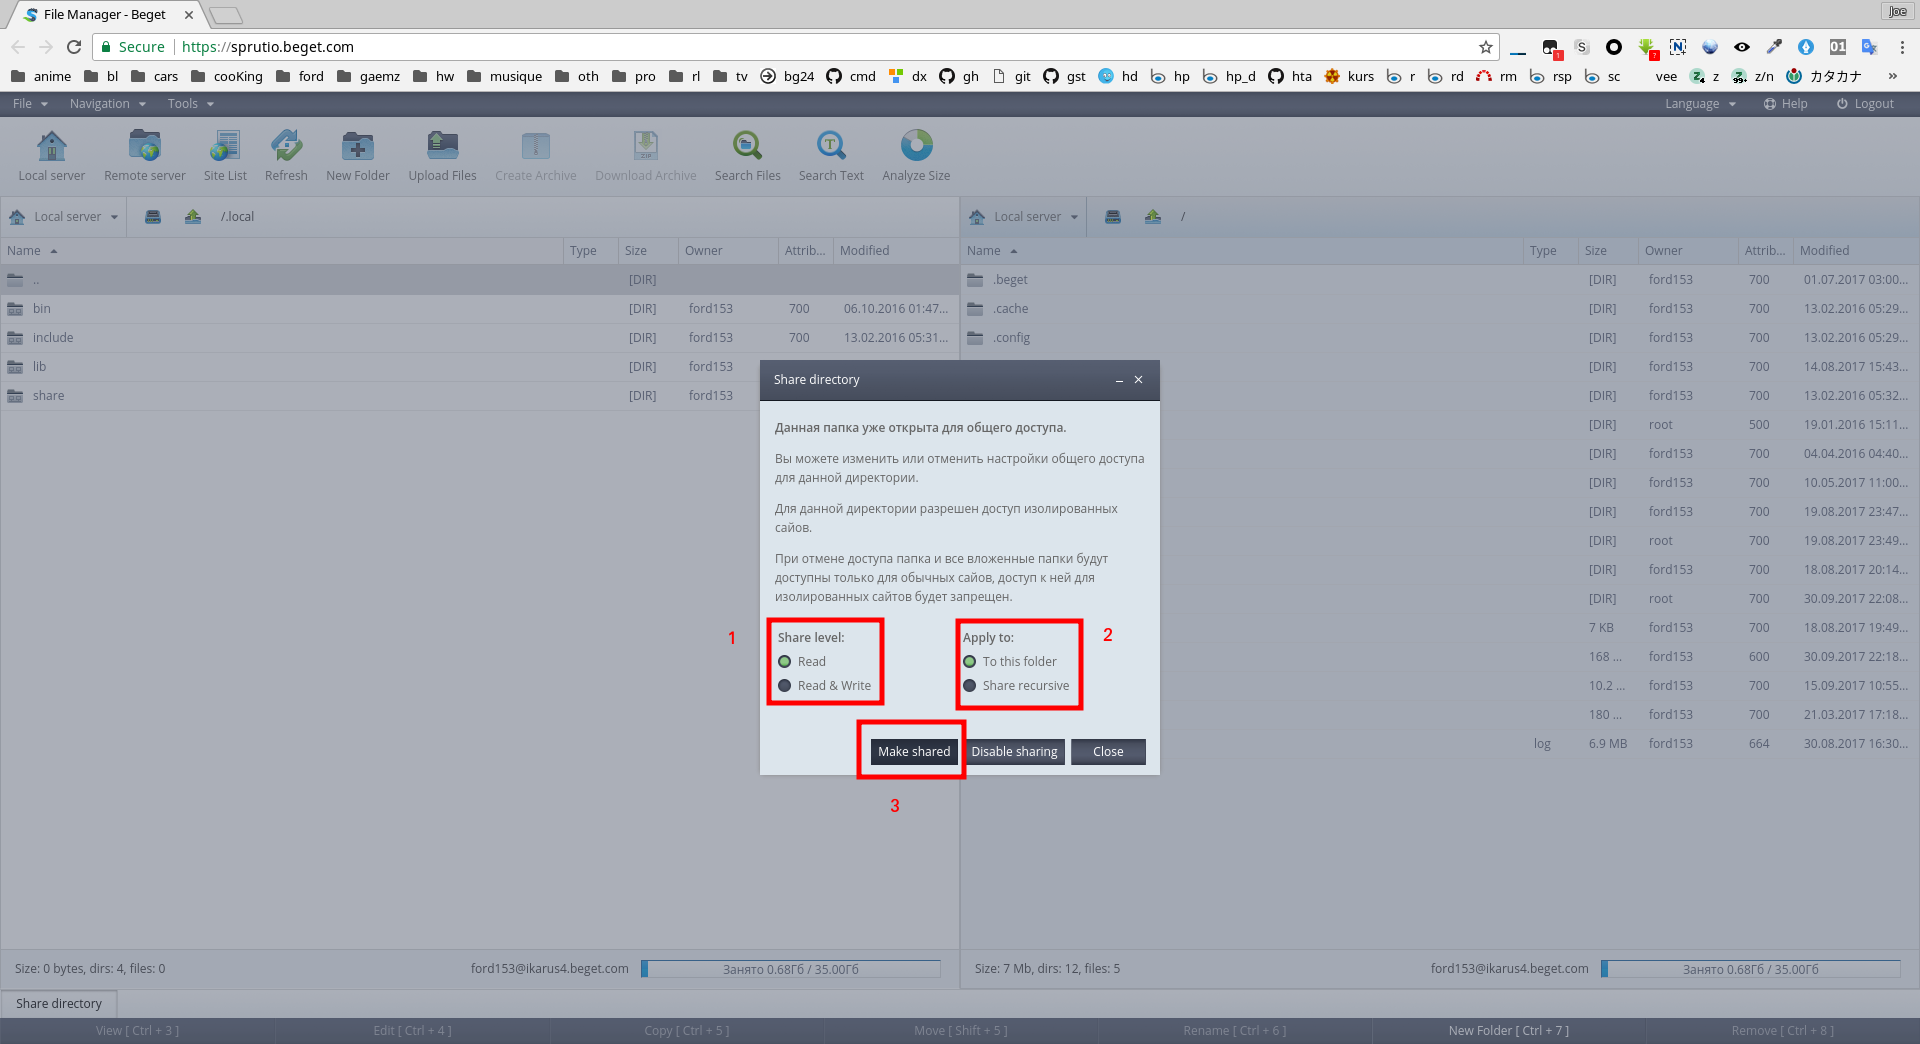 File Manager - Beget
Joe
Secure https://sprutio.beget.com
anime bl cars cooKing ford gaemz hw musique oth pro rl tv bg24 cmd dx gh git gst hd hp hp_d hta kurs r rd rm rsp sc vee z z/n カタカナ »
File Navigation Tools Language Help Logout
Local server Remote server Site List Refresh New Folder Upload Files Create Archive Download Archive Search Files Search Text Analyze Size
Local server /.local
Name Type Size Owner Attrib... Modified
.. [DIR]
bin [DIR] ford153 700 06.10.2016 01:47...
include [DIR] ford153 700 13.02.2016 05:31...
lib [DIR] ford153
share [DIR] ford153
Local server /
Name Type Size Owner Attrib... Modified
.beget [DIR] ford153 700 01.07.2017 03:00...
.cache [DIR] ford153 700 13.02.2016 05:29...
.config [DIR] ford153 700 13.02.2016 05:29...
[DIR] ford153 700 14.08.2017 15:43...
[DIR] ford153 700 13.02.2016 05:32...
[DIR] root 500 19.01.2016 15:11...
[DIR] ford153 700 04.04.2016 04:40...
[DIR] ford153 700 10.05.2017 11:00...
[DIR] ford153 700 19.08.2017 23:47...
[DIR] root 700 19.08.2017 23:49...
[DIR] ford153 700 18.08.2017 20:14...
[DIR] root 700 30.09.2017 22:08...
7 KB ford153 700 18.08.2017 19:49...
168 ... ford153 600 30.09.2017 22:18...
10.2 ... ford153 700 15.09.2017 10:55...
180 ... ford153 700 21.03.2017 17:18...
log 6.9 MB ford153 664 30.08.2017 16:30...
Share directory
Данная папка уже открыта для общего доступа.
Вы можете изменить или отменить настройки общего доступа
для данной директории.
Для данной директории разрешен доступ изолированных
сайов.
При отмене доступа папка и все вложенные папки будут
доступны только для обычных сайов, доступ к ней для
изолированных сайтов будет запрещен.
1
Share level:
Read
Read & Write
2
Apply to:
To this folder
Share recursive
Make shared Disable sharing Close
3
Size: 0 bytes, dirs: 4, files: 0 ford153@ikarus4.beget.com Занято 0.68Гб / 35.00Гб
Size: 7 Mb, dirs: 12, files: 5 ford153@ikarus4.beget.com Занято 0.68Гб / 35.00Гб
Share directory
View [ Ctrl + 3 ] Edit [ Ctrl + 4 ] Copy [ Ctrl + 5 ] Move [ Shift + 5 ] Rename [ Ctrl + 6 ] New Folder [ Ctrl + 7 ] Remove [ Ctrl + 8 ]